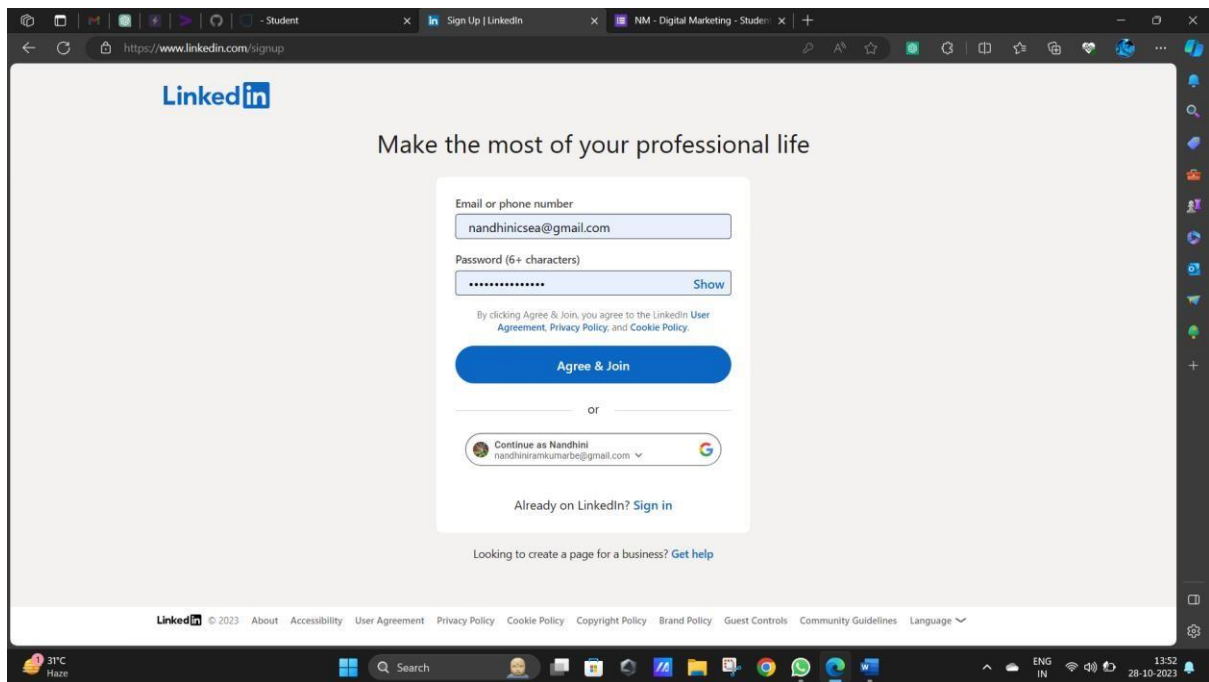 - Student
Sign Up | LinkedIn
NM - Digital Marketing - Studen
https://www.linkedin.com/signup
Linked in
Make the most of your professional life
Email or phone number
nandhinicsea@gmail.com
Password (6+ characters)
••••••••••••••• Show
By clicking Agree & Join, you agree to the LinkedIn User
Agreement, Privacy Policy, and Cookie Policy.
Agree & Join
or
Continue as Nandhini
nandhiniramkumarbe@gmail.com
Already on LinkedIn? Sign in
Looking to create a page for a business? Get help
Linked in © 2023 About Accessibility User Agreement Privacy Policy Cookie Policy Copyright Policy Brand Policy Guest Controls Community Guidelines Language
1
31°C
Haze
Search
ENG
IN
13:52
28-10-2023